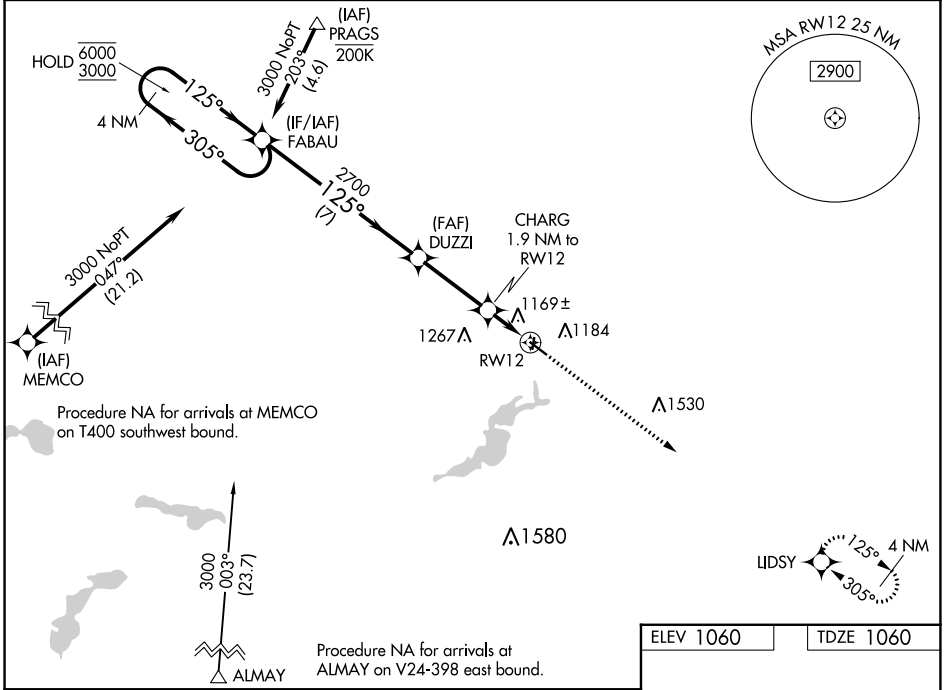 (IAF)
PRAGS
200K
3000 NoPT
203°
(4.6)
HOLD 6000
3000
4 NM
125°
305°
(IF/IAF)
FABAU
MSA RW12 25 NM
2900
2700
125°
(7)
(FAF)
DUZZI
CHARG
1.9 NM to
RW12
1169±
1267
1184
RW12
3000 NoPT
047°
(21.2)
(IAF)
MEMCO
Procedure NA for arrivals at MEMCO
on T400 southwest bound.
1530
1580
3000
003°
(23.7)
ALMAY
Procedure NA for arrivals at
ALMAY on V24-398 east bound.
LIDSY
125°
4 NM
305°
ELEV 1060
TDZE 1060